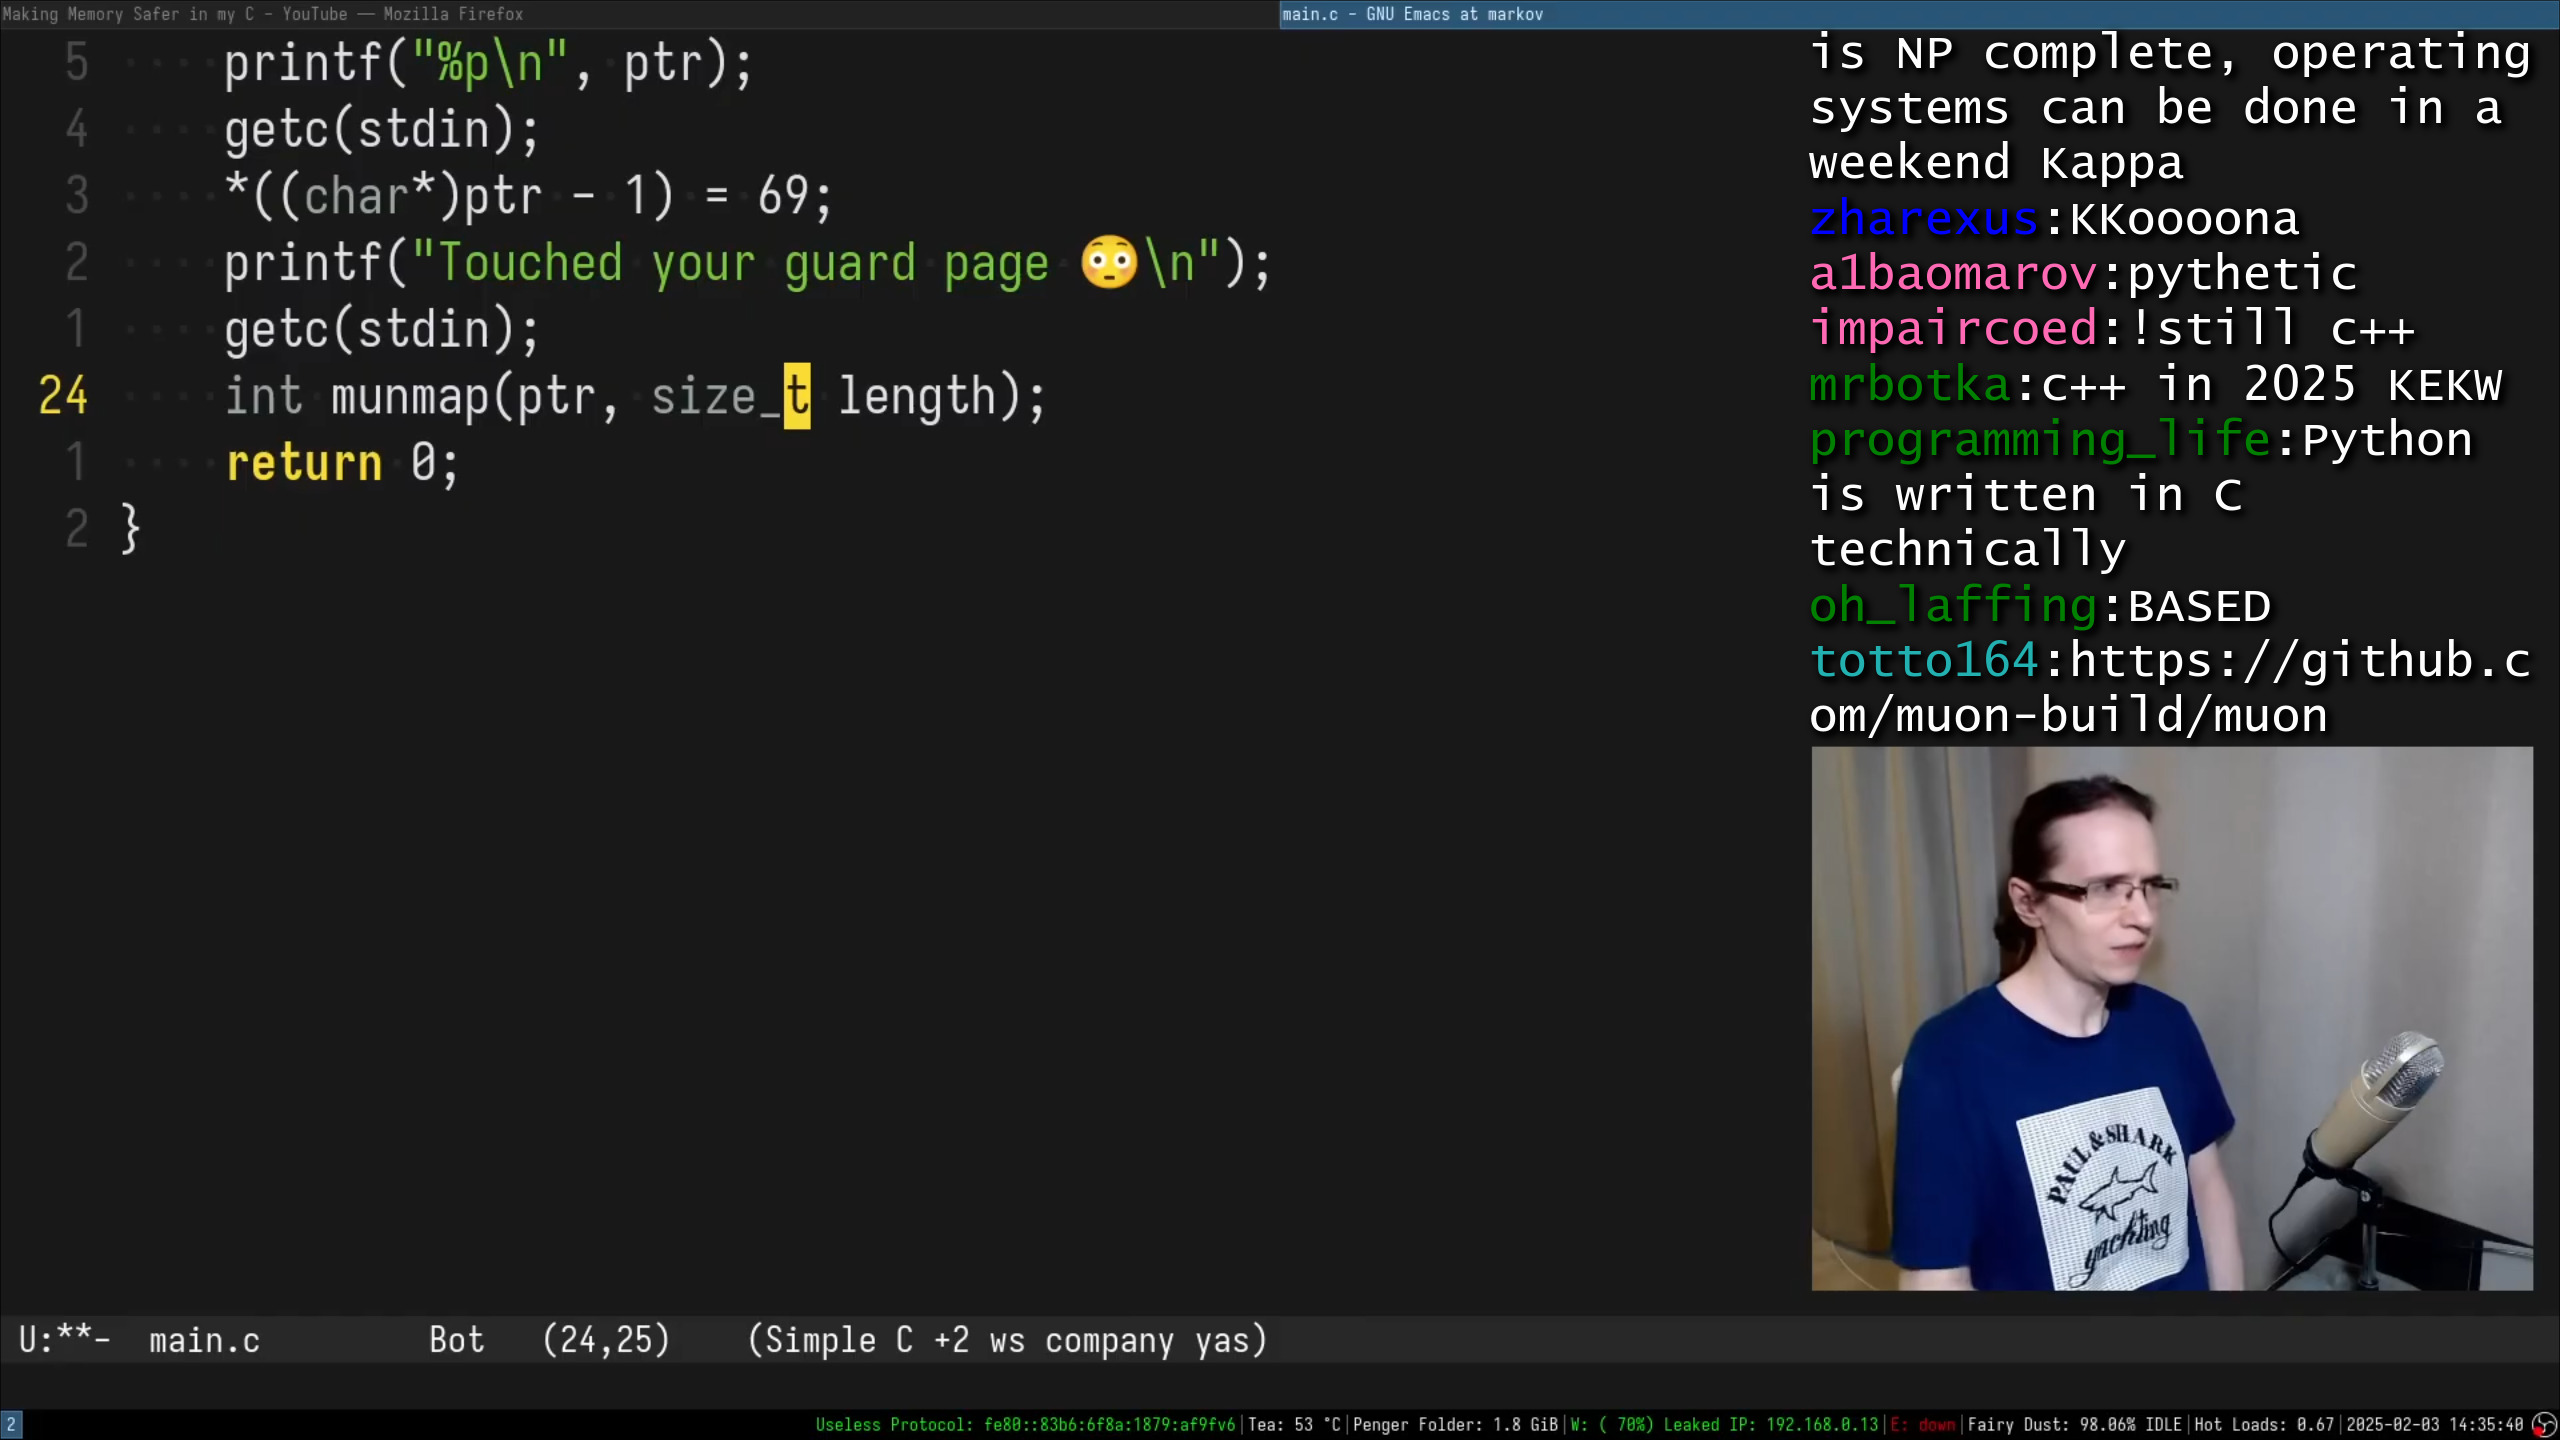 Making Memory Safer in my C - YouTube — Mozilla Firefox
main.c - GNU Emacs at markov
5 printf("%p\n", ptr);
4 getc(stdin);
3 *((char*)ptr - 1) = 69;
2 printf("Touched your guard page 😳\n");
1 getc(stdin);
24 int munmap(ptr, size_t length);
1 return 0;
2 }
is NP complete, operating
systems can be done in a
weekend Kappa
zharexus:KKoooona
a1baomarov:pythetic
impaircoed:!still c++
mrbotka:c++ in 2025 KEKW
programming_life:Python
is written in C
technically
oh_laffing:BASED
totto164:https://github.c
om/muon-build/muon
PAUL & SHARK
yachting
U:**- main.c Bot (24,25) (Simple C +2 ws company yas)
2
Useless Protocol: fe80::83b6:6f8a:1879:af9fv6|Tea: 53 °C|Penger Folder: 1.8 GiB|W: ( 70%) Leaked IP: 192.168.0.13|E: down|Fairy Dust: 98.06% IDLE|Hot Loads: 0.67|2025-02-03 14:35:40